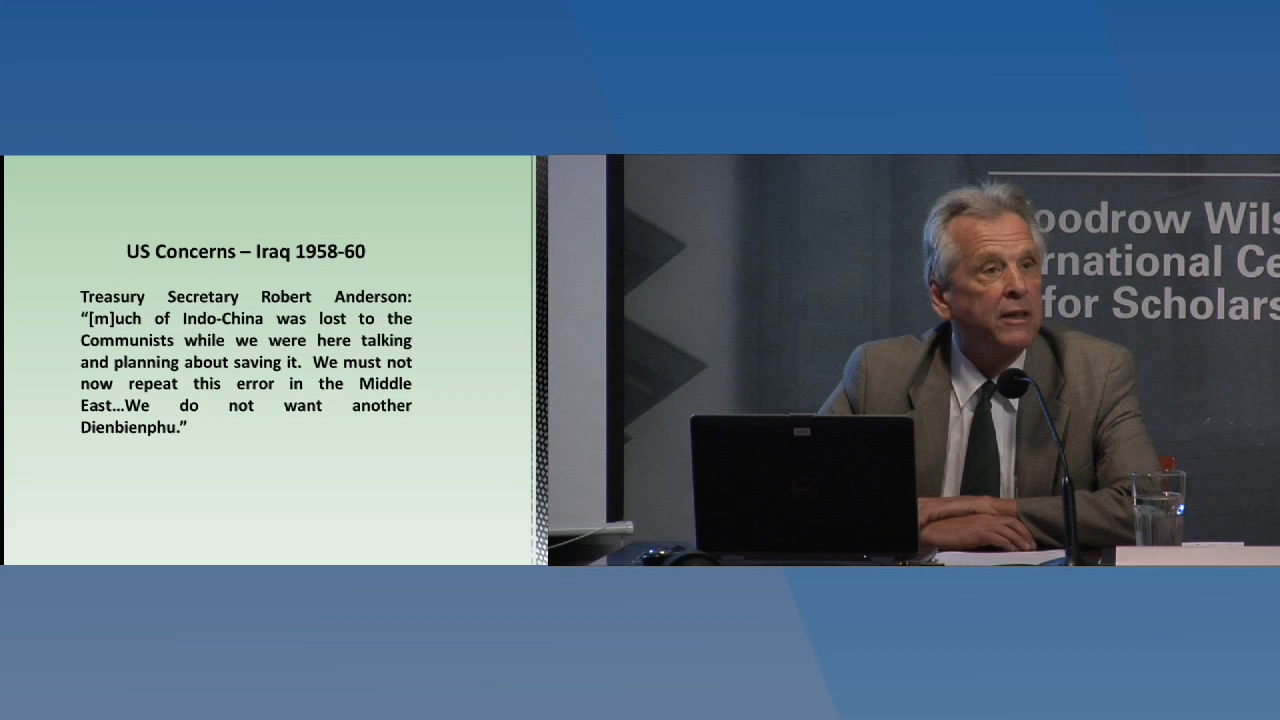 US Concerns – Iraq 1958-60
Treasury Secretary Robert Anderson:
“[m]uch of Indo-China was lost to the
Communists while we were here talking
and planning about saving it. We must not
now repeat this error in the Middle
East…We do not want another
Dienbienphu.”
oodrow Wils
rnational Ce
for Scholars